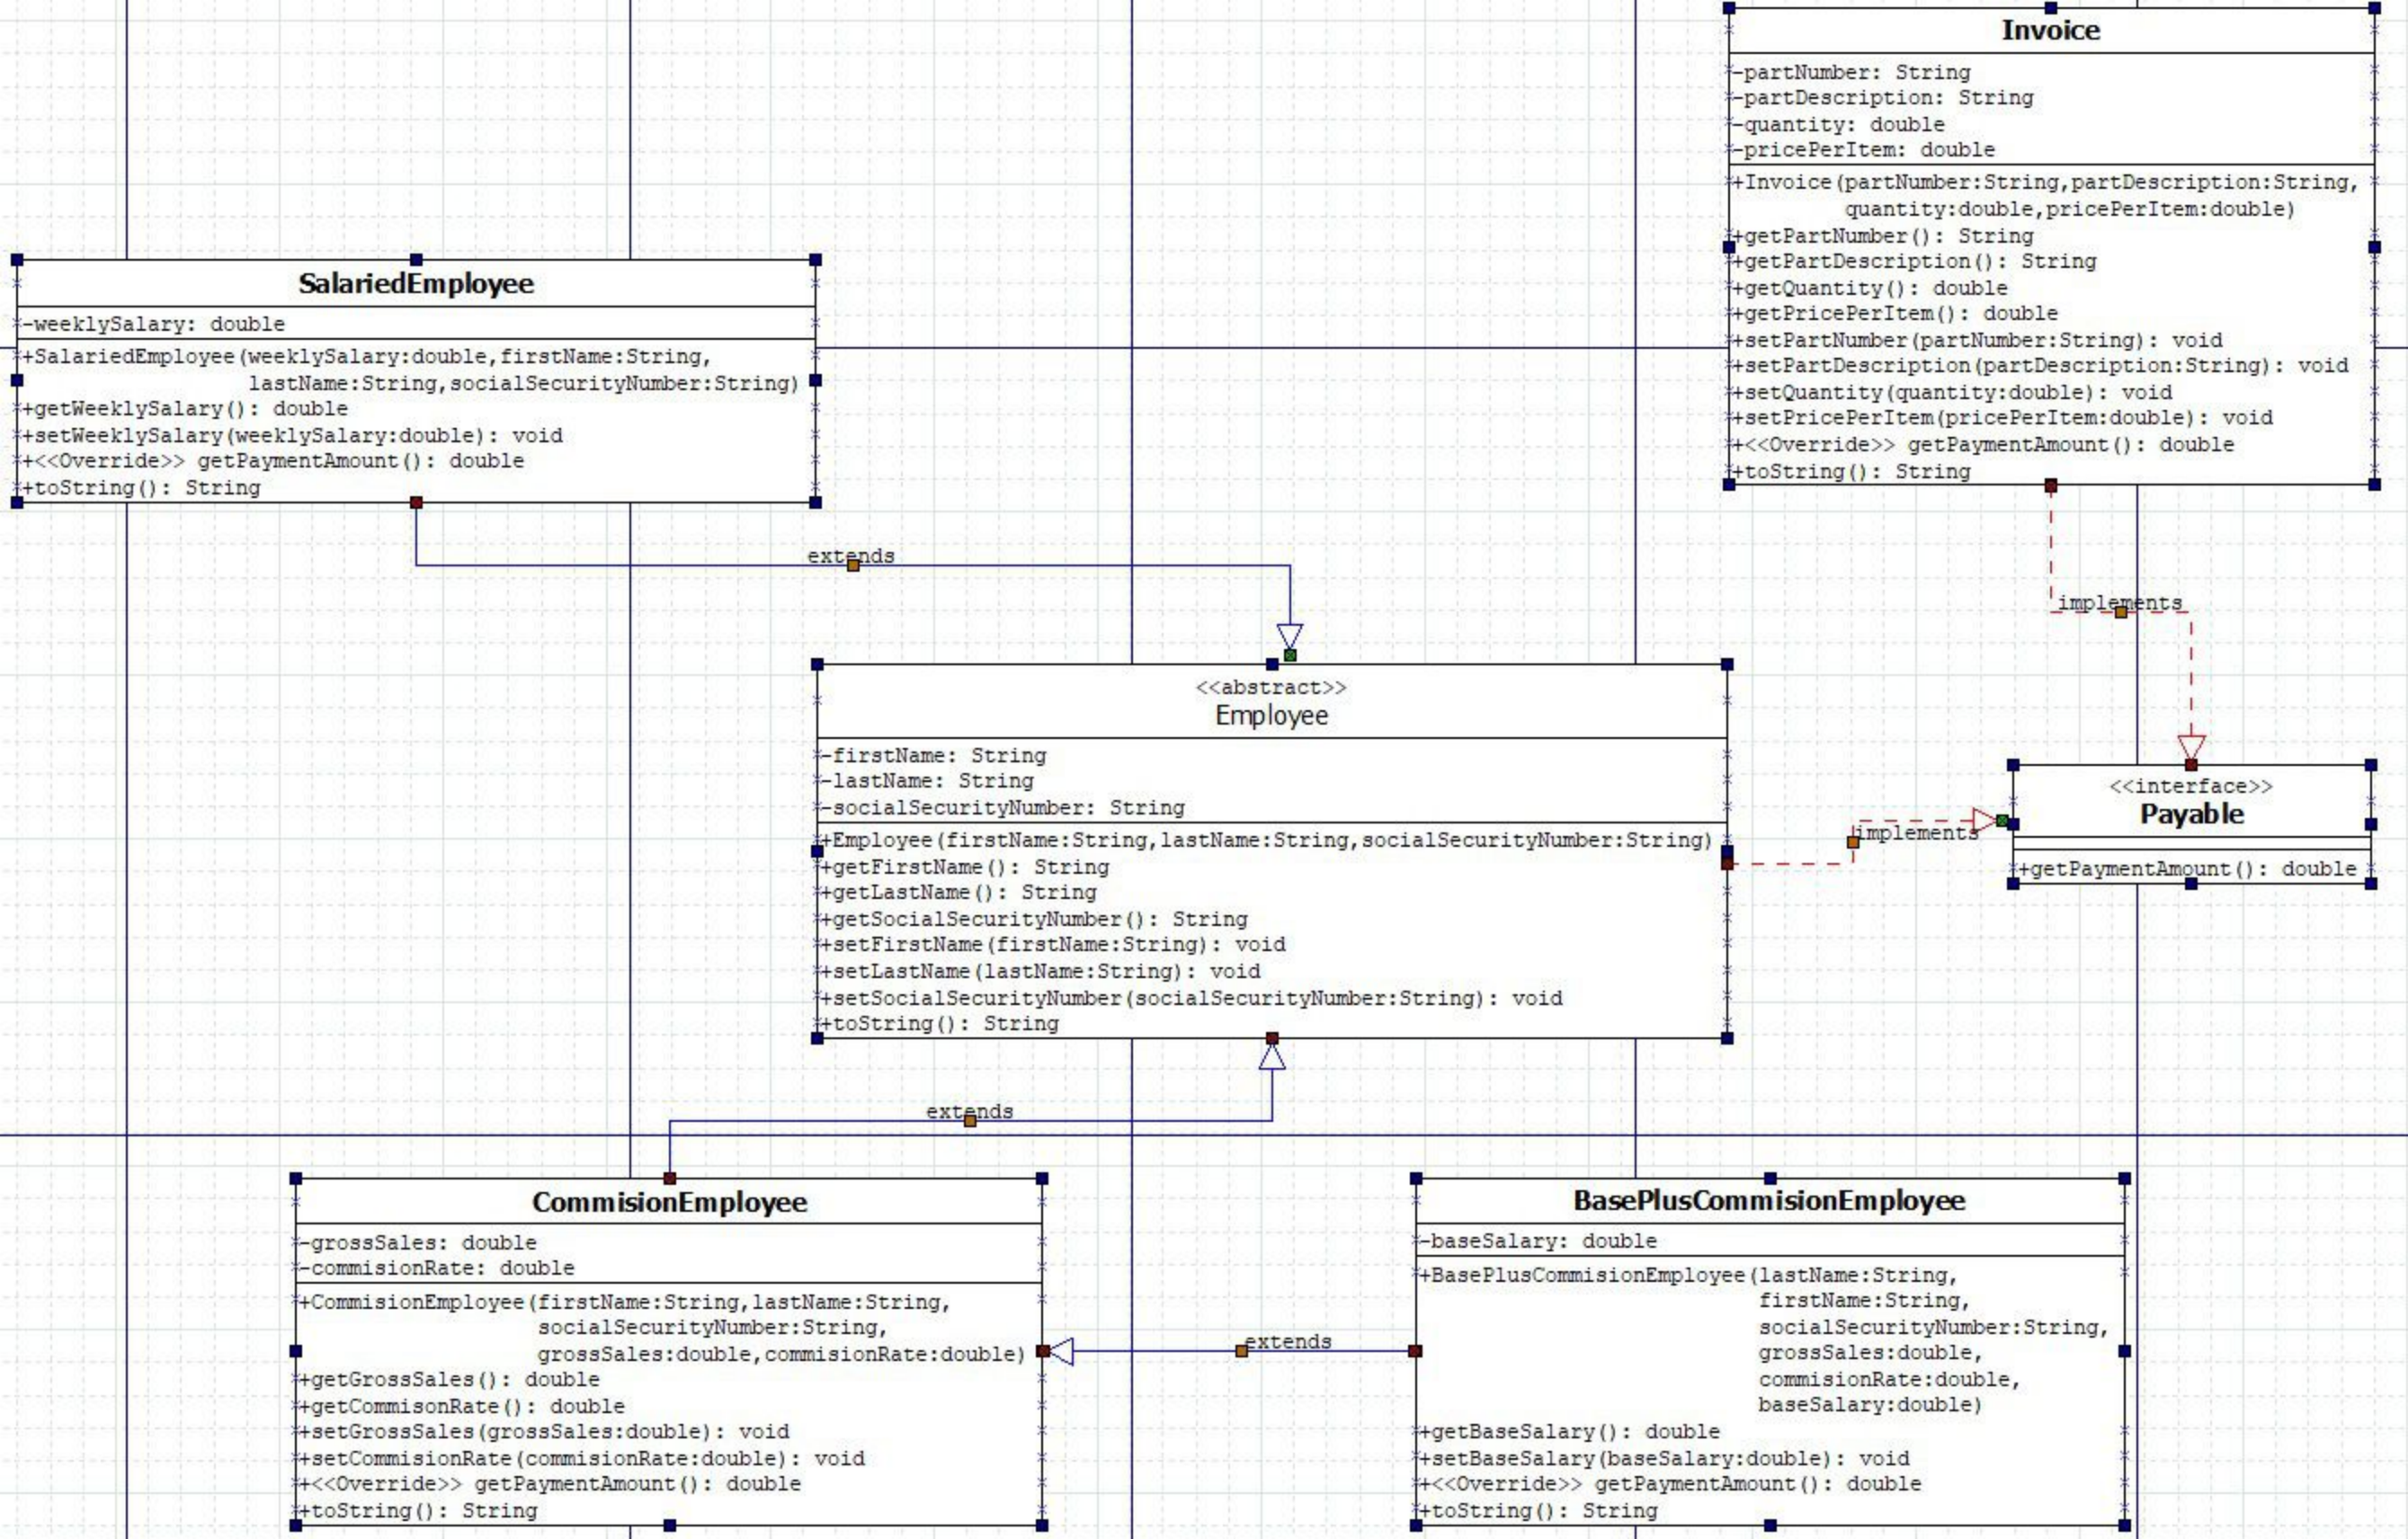 Invoice
-partNumber: String
-partDescription: String
-quantity: double
-pricePerItem: double
+Invoice(partNumber:String,partDescription:String,
quantity:double,pricePerItem:double)
+getPartNumber(): String
+getPartDescription(): String
+getQuantity(): double
+getPricePerItem(): double
+setPartNumber(partNumber:String): void
+setPartDescription(partDescription:String): void
+setQuantity(quantity:double): void
+setPricePerItem(pricePerItem:double): void
+<<Override>> getPaymentAmount(): double
+toString(): String
SalariedEmployee
-weeklySalary: double
+SalariedEmployee(weeklySalary:double,firstName:String,
lastName:String,socialSecurityNumber:String)
+getWeeklySalary(): double
+setWeeklySalary(weeklySalary:double): void
+<<Override>> getPaymentAmount(): double
+toString(): String
extends
implements
<<abstract>>
Employee
-firstName: String
-lastName: String
-socialSecurityNumber: String
+Employee(firstName:String,lastName:String,socialSecurityNumber:String)
+getFirstName(): String
+getLastName(): String
+getSocialSecurityNumber(): String
+setFirstName(firstName:String): void
+setLastName(lastName:String): void
+setSocialSecurityNumber(socialSecurityNumber:String): void
+toString(): String
implements
<<interface>>
Payable
+getPaymentAmount(): double
extends
CommisionEmployee
-grossSales: double
-commisionRate: double
+CommisionEmployee(firstName:String,lastName:String,
socialSecurityNumber:String,
grossSales:double,commisionRate:double)
+getGrossSales(): double
+getCommisonRate(): double
+setGrossSales(grossSales:double): void
+setCommisionRate(commisionRate:double): void
+<<Override>> getPaymentAmount(): double
+toString(): String
extends
BasePlusCommisionEmployee
-baseSalary: double
+BasePlusCommisionEmployee(lastName:String,
firstName:String,
socialSecurityNumber:String,
grossSales:double,
commisionRate:double,
baseSalary:double)
+getBaseSalary(): double
+setBaseSalary(baseSalary:double): void
+<<Override>> getPaymentAmount(): double
+toString(): String